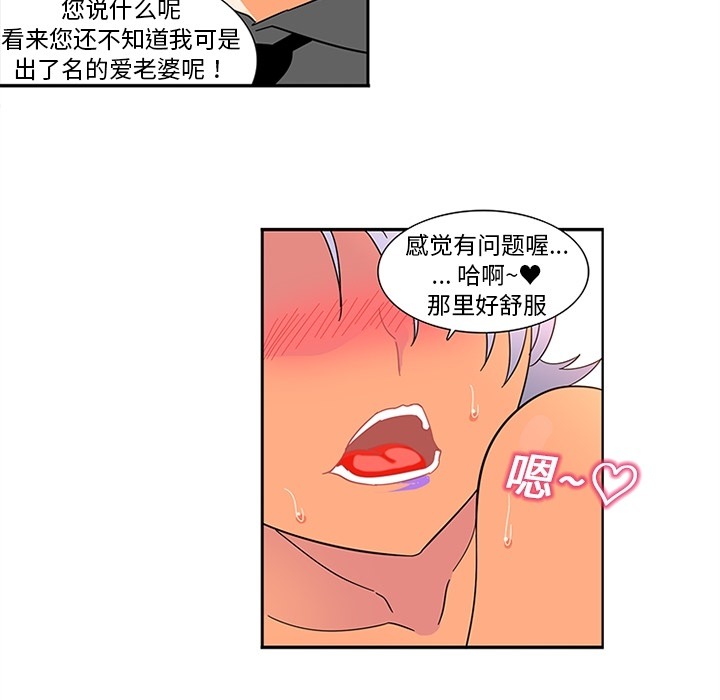 您说什么呢
看来您还不知道我可是
出了名的爱老婆呢！
感觉有问题喔...
... 哈啊~♥
那里好舒服
嗯~♡